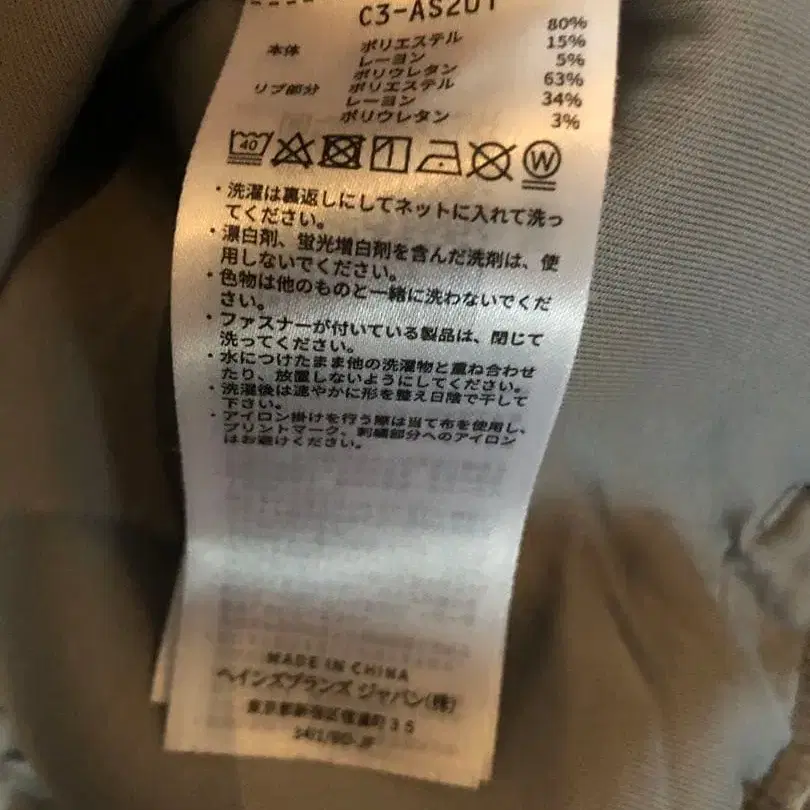 C3-AS201
本体 ポリエステル 80%
レーヨン 15%
ポリウレタン 5%
リブ部分 ポリエステル 63%
レーヨン 34%
ポリウレタン 3%
40 W
・洗濯は裏返しにしてネットに入れて洗っ
てください。
・漂白剤、蛍光増白剤を含んだ洗剤は、使
用しないでください。
・色物は他のものと一緒に洗わないでくだ
さい。
・ファスナーが付いている製品は、閉じて
洗ってください。
・水につけたまま他の洗濯物と重ね合わせ
たり、放置しないようにしてください。
・洗濯後は速やかに形を整え日陰で干して
下さい。
・アイロン掛けを行う際は当て布を使用し、
プリントマーク、刺繍部分へのアイロン
はお避けください。
MADE IN CHINA
ヘインズブランズ ジャパン(株)
東京都新宿区信濃町35